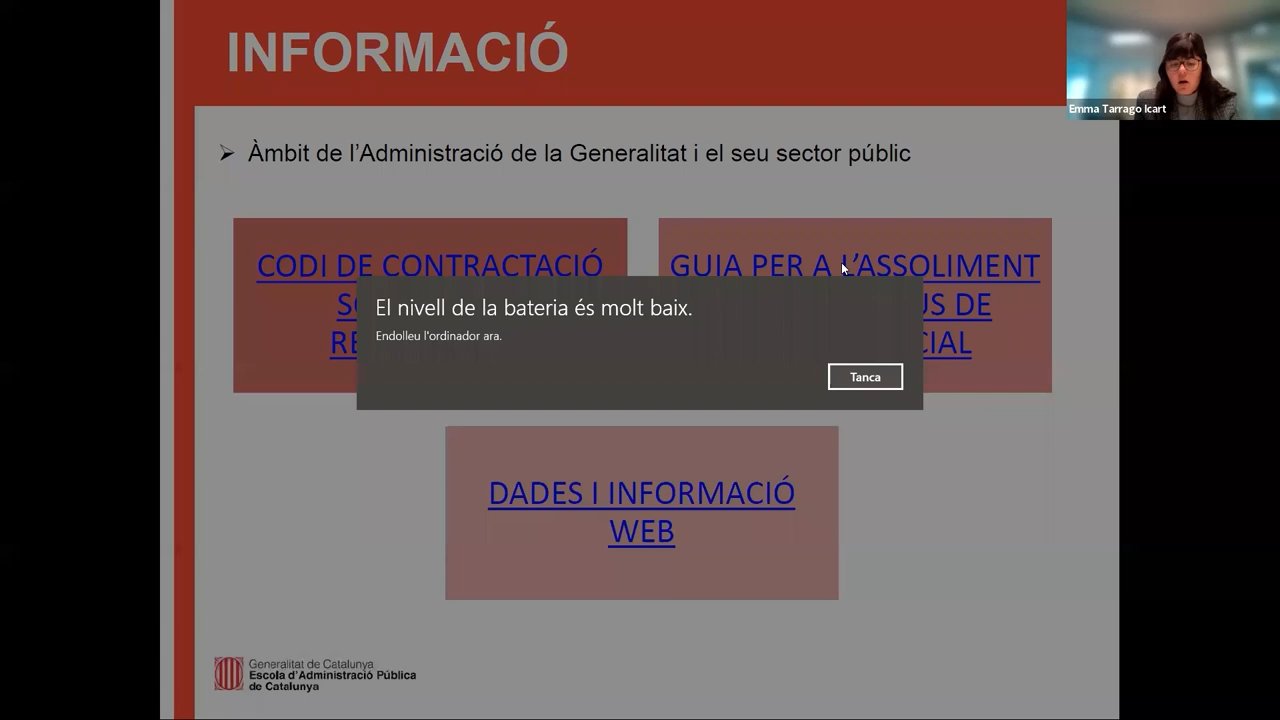 INFORMACIÓ
Emma Tarrago Icart
➢ Àmbit de l’Administració de la Generalitat i el seu sector públic
CODI DE CONTRACTACIÓ
GUIA PER A L’ASSOLIMENT
DE
El nivell de la bateria és molt baix.
Endolleu l'ordinador ara.
Tanca
DADES I INFORMACIÓ
WEB
Generalitat de Catalunya
Escola d’Administració Pública
de Catalunya